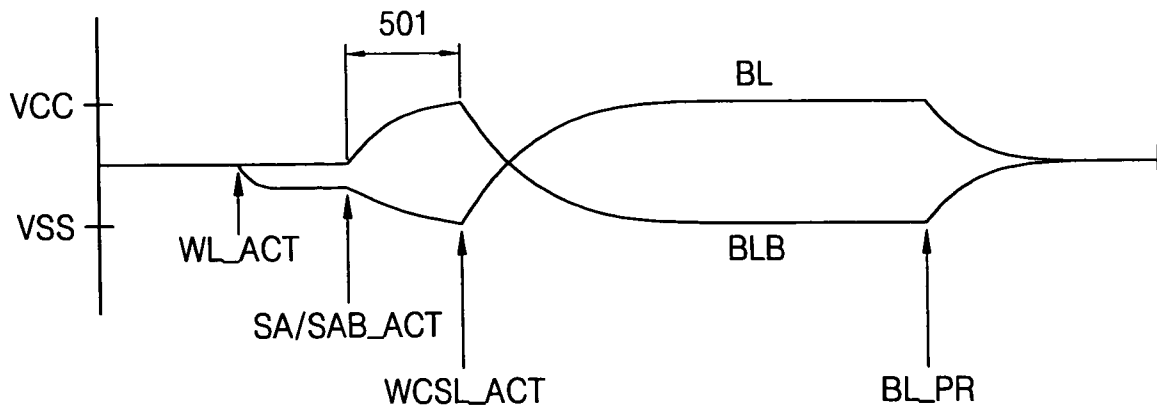 501
VCC
BL
VSS
WL_ACT
BLB
SA/SAB_ACT
WCSL_ACT
BL_PR